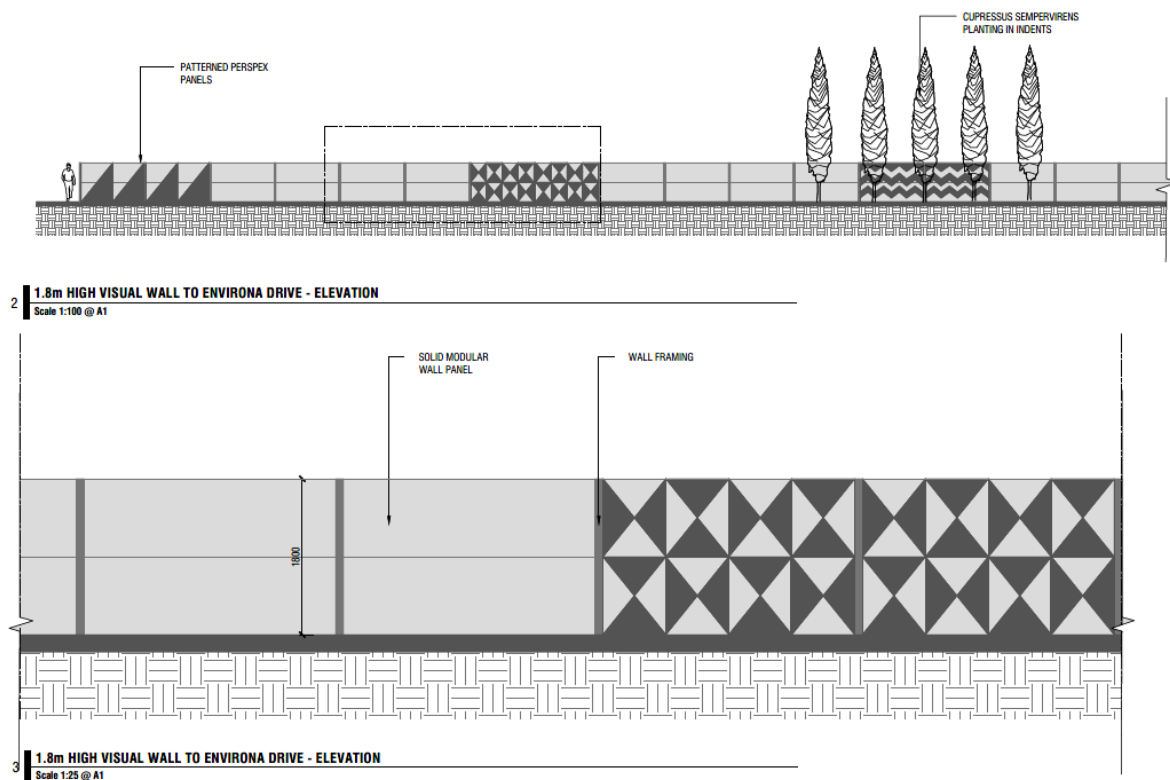 CUPRESSUS SEMPERVIRENS
PLANTING IN INDENTS
PATTERNED PERSPEX
PANELS
2
1.8m HIGH VISUAL WALL TO ENVIRONA DRIVE - ELEVATION
Scale 1:100 @ A1
SOLID MODULAR
WALL PANEL
WALL FRAMING
1800
3
1.8m HIGH VISUAL WALL TO ENVIRONA DRIVE - ELEVATION
Scale 1:25 @ A1